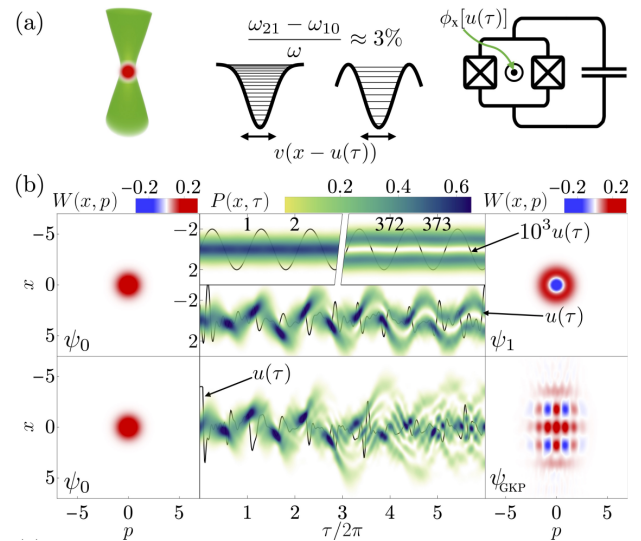 (a)
ω21 − ω10
ω
≈ 3%
ϕx[u(τ)]
v(x − u(τ))
(b)
W(x, p) −0.2 0.2
P(x, τ) 0.2 0.4 0.6
−0.2 0.2
W(x, p)
−5
0
5
x
ψ0
−2
2
1 2
372 373
10³u(τ)
−2
2
u(τ)
ψ1
−5
0
5
x
ψ0
u(τ)
ψGKP
−5 0 5
p
1 2 3 4 5
τ/2π
−5 0 5
p